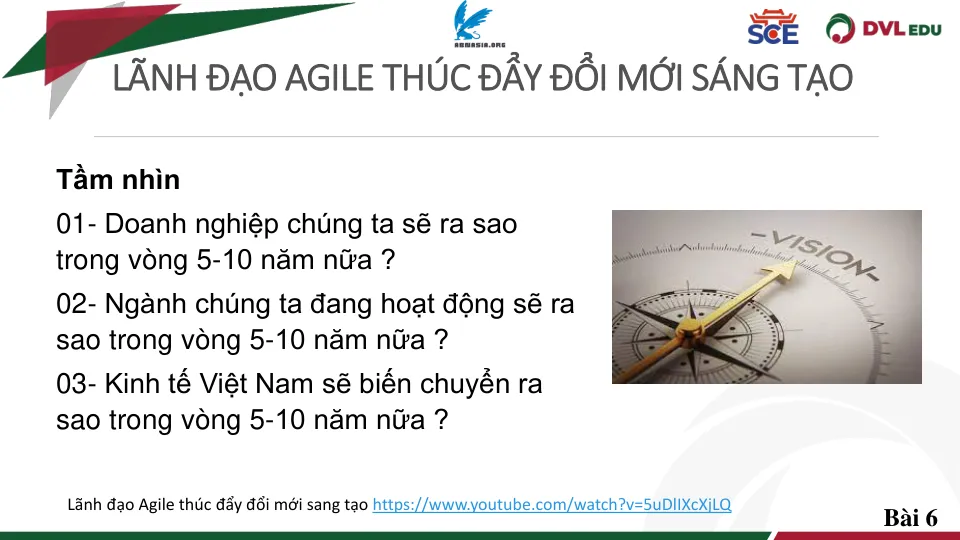 ARMASIA.ORG
SCE
DVL EDU
LÃNH ĐẠO AGILE THÚC ĐẨY ĐỔI MỚI SÁNG TẠO
Tầm nhìn
01- Doanh nghiệp chúng ta sẽ ra sao
trong vòng 5-10 năm nữa ?
02- Ngành chúng ta đang hoạt động sẽ ra
sao trong vòng 5-10 năm nữa ?
03- Kinh tế Việt Nam sẽ biến chuyển ra
sao trong vòng 5-10 năm nữa ?
–VISION–
Lãnh đạo Agile thúc đẩy đổi mới sang tạo https://www.youtube.com/watch?v=5uDlIXcXjLQ
Bài 6